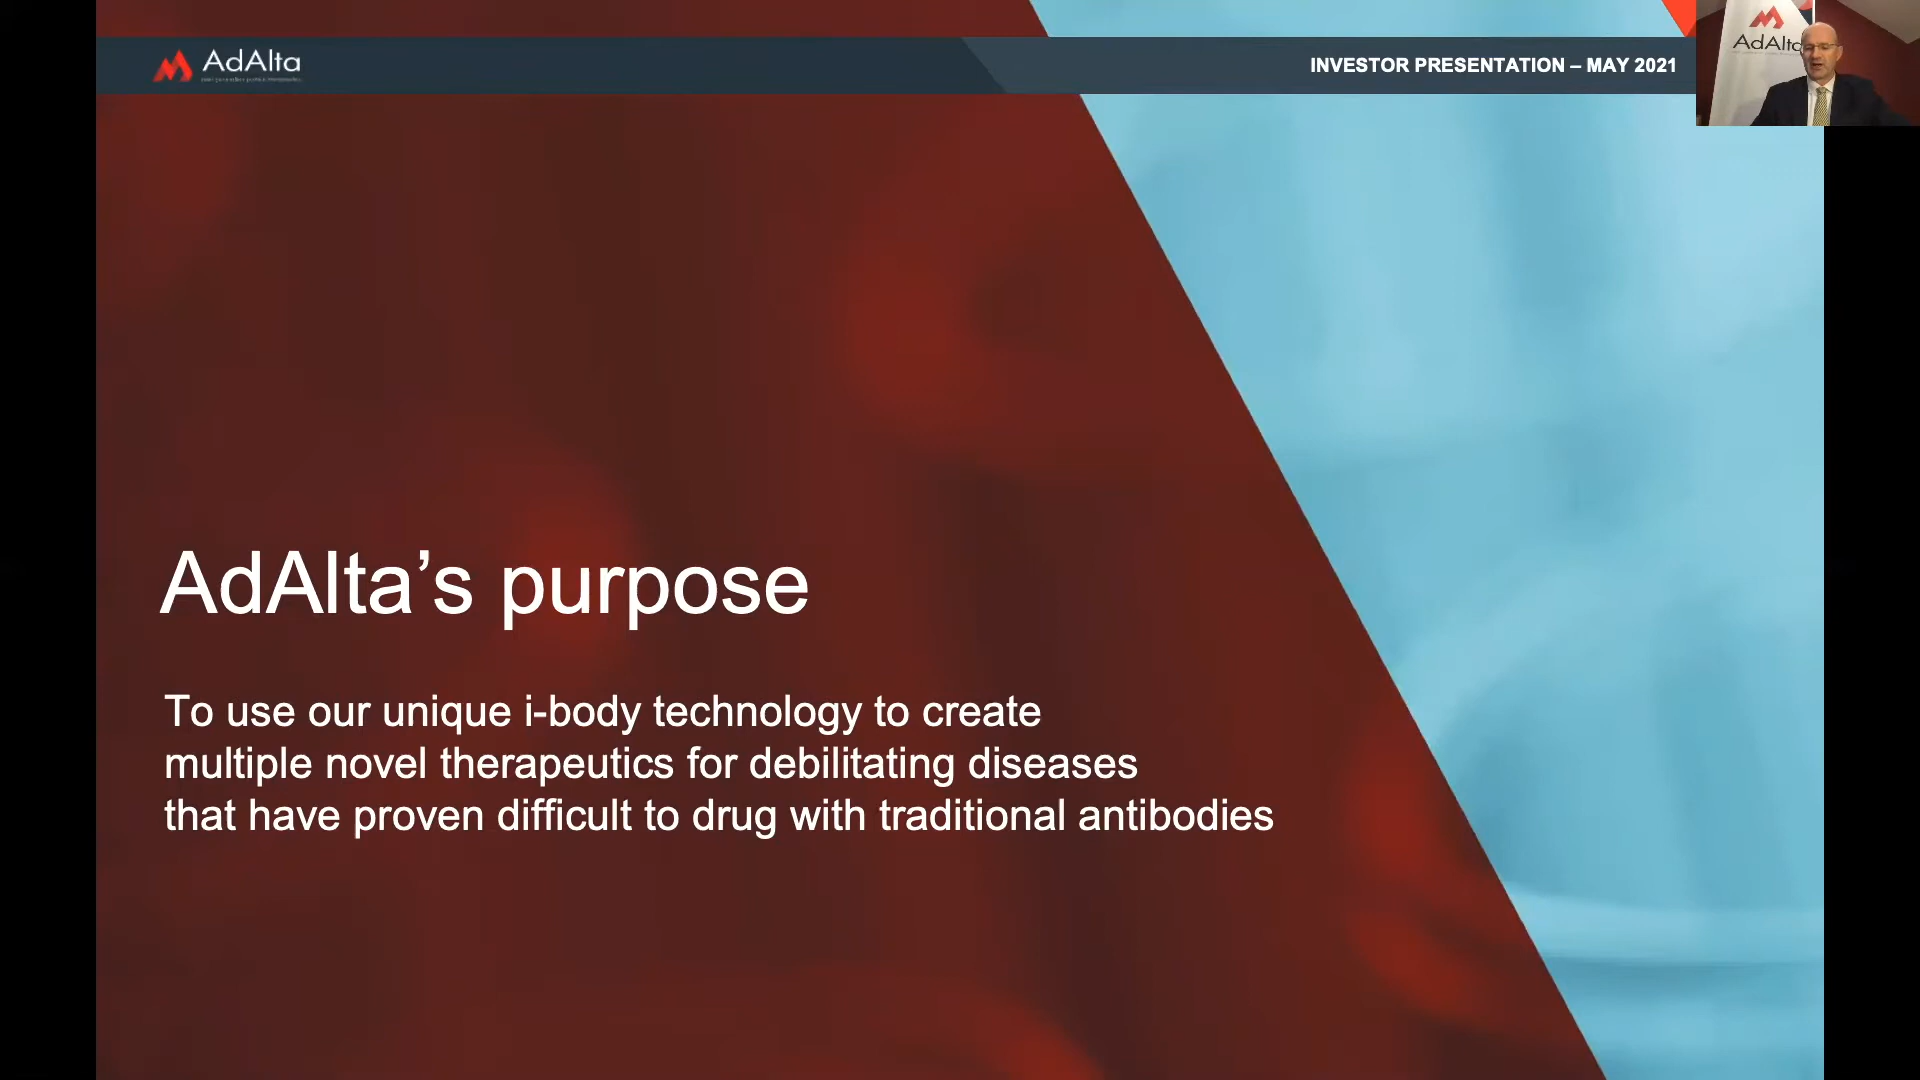 AdAlta
INVESTOR PRESENTATION – MAY 2021
AdAlta
AdAlta’s purpose
To use our unique i-body technology to create
multiple novel therapeutics for debilitating diseases
that have proven difficult to drug with traditional antibodies